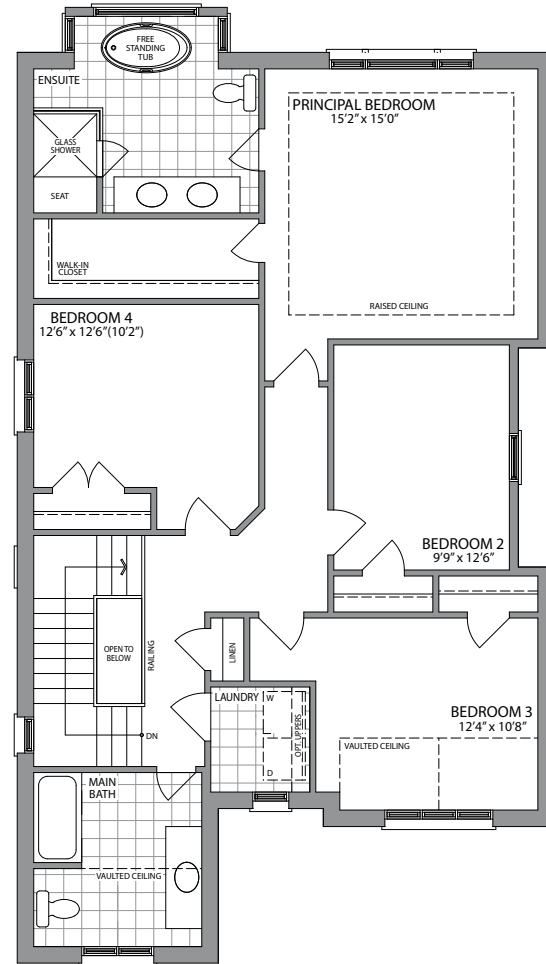 FREE
STANDING
TUB
ENSUITE
PRINCIPAL BEDROOM
15'2" x 15'0"
GLASS
SHOWER
SEAT
WALK-IN
CLOSET
RAISED CEILING
BEDROOM 4
12'6" x 12'6"(10'2")
BEDROOM 2
9'9" x 12'6"
OPEN TO
BELOW
RAILING
LINEN
LAUNDRY
W
OPT. UPPERS
D
DN
BEDROOM 3
12'4" x 10'8"
VAULTED CEILING
MAIN
BATH
VAULTED CEILING